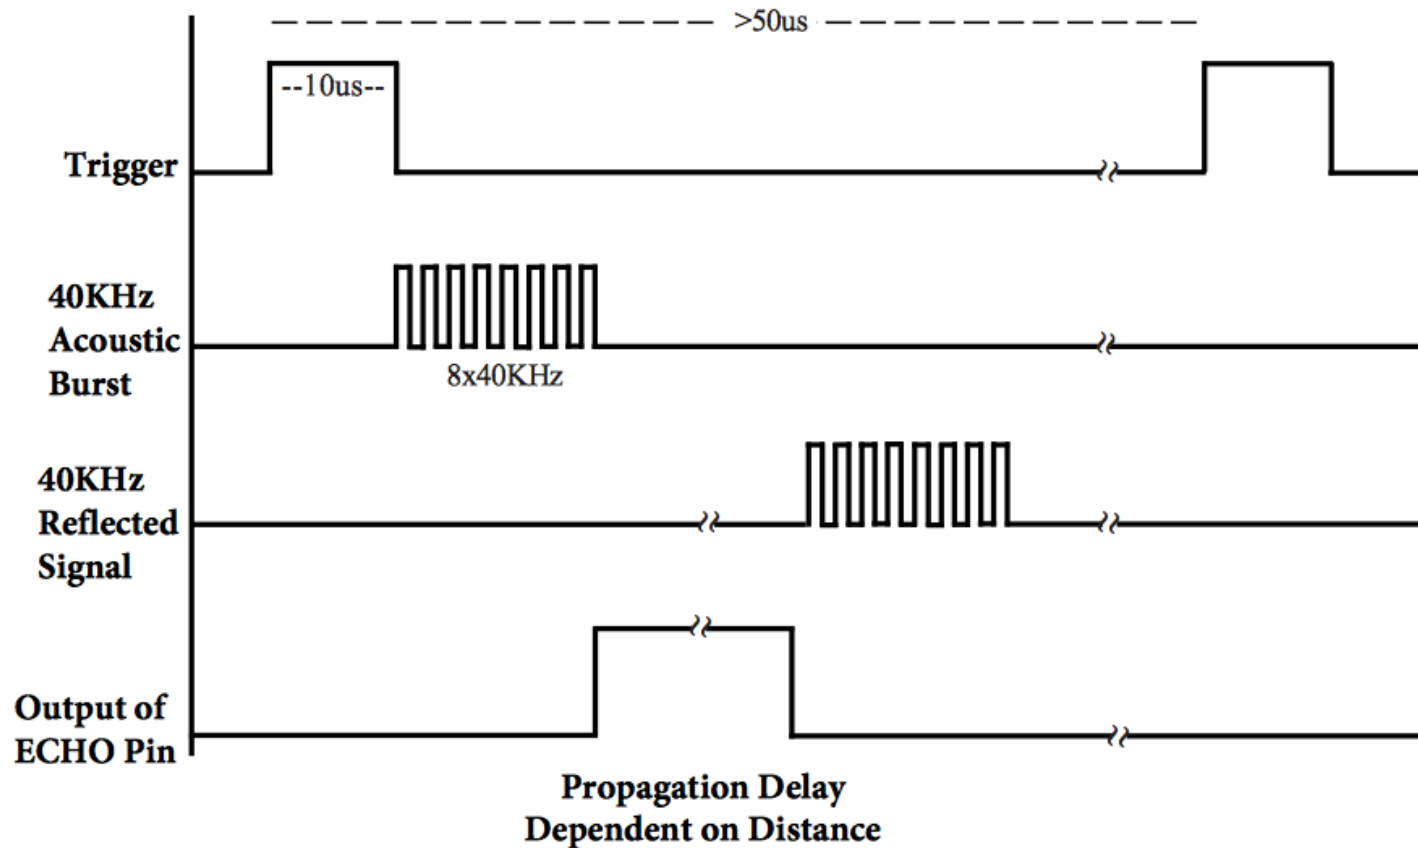 >50us
--10us--
Trigger
40KHz
Acoustic
Burst
8x40KHz
40KHz
Reflected
Signal
Output of
ECHO Pin
Propagation Delay
Dependent on Distance